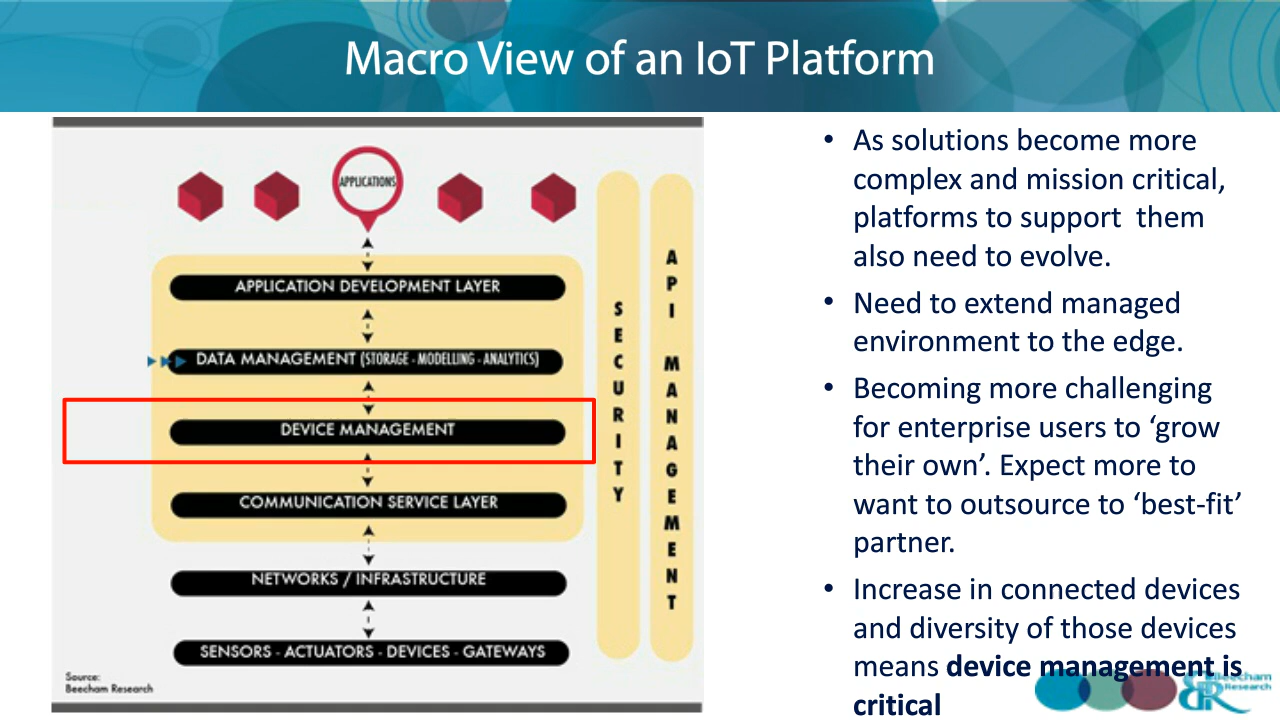 Macro View of an IoT Platform
APPLICATIONS
APPLICATION DEVELOPMENT LAYER
DATA MANAGEMENT (STORAGE - MODELLING - ANALYTICS)
DEVICE MANAGEMENT
COMMUNICATION SERVICE LAYER
NETWORKS / INFRASTRUCTURE
SENSORS - ACTUATORS - DEVICES - GATEWAYS
SECURITY
API MANAGEMENT
Source:
Beecham Research
• As solutions become more
complex and mission critical,
platforms to support them
also need to evolve.
• Need to extend managed
environment to the edge.
• Becoming more challenging
for enterprise users to ‘grow
their own’. Expect more to
want to outsource to ‘best-fit’
partner.
• Increase in connected devices
and diversity of those devices
means device management is
critical
Beecham
Research